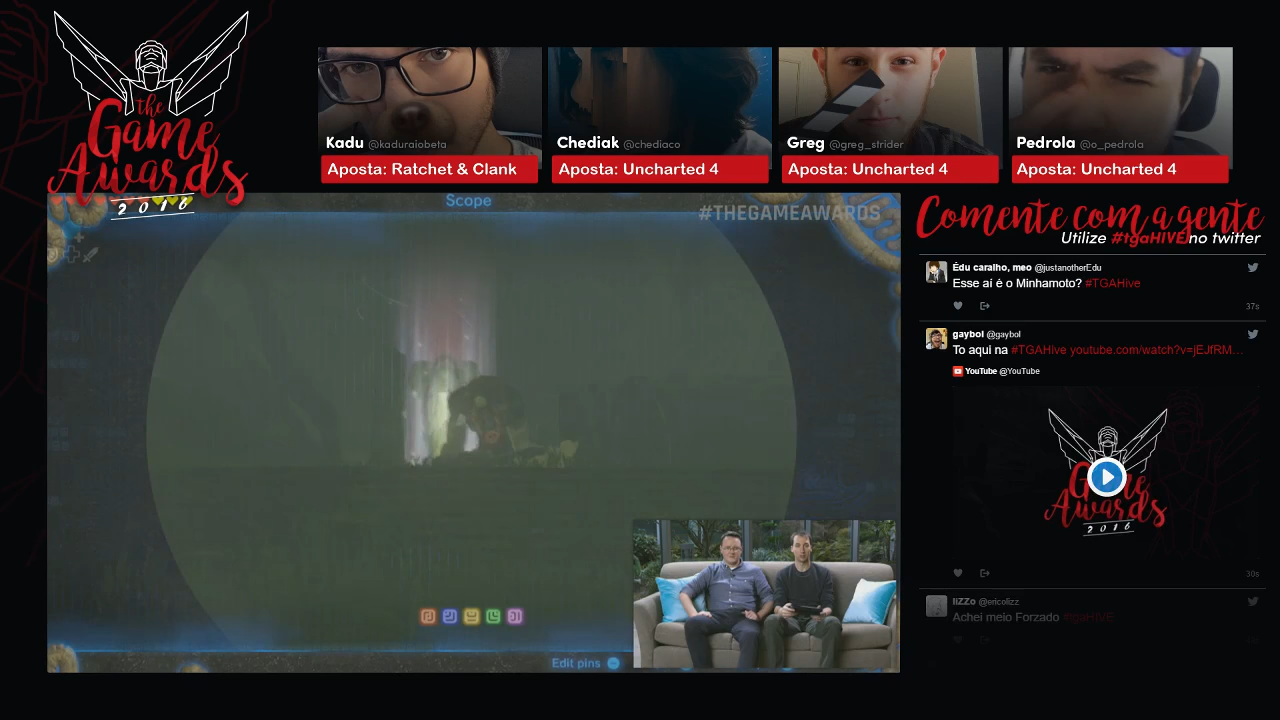 the
Game
Awards
2016
Kadu @kaduraiobeta
Aposta: Ratchet & Clank
Chediak @chediaco
Aposta: Uncharted 4
Greg @greg_strider
Aposta: Uncharted 4
Pedrola @o_pedrola
Aposta: Uncharted 4
Scope
#THEGAMEAWARDS
Edit pins
Comente com a gente
Utilize #tgaHIVE no twitter
Édu caralho, meo @justanotherEdu
Esse aí é o Minhamoto? #TGAHive
37s
gaybol @gaybol
To aqui na #TGAHive youtube.com/watch?v=jEJfRM…
YouTube @YouTube
Game
Awards
2016
30s
liZZo @ericolizz
Achei meio Forzado #tgaHIVE